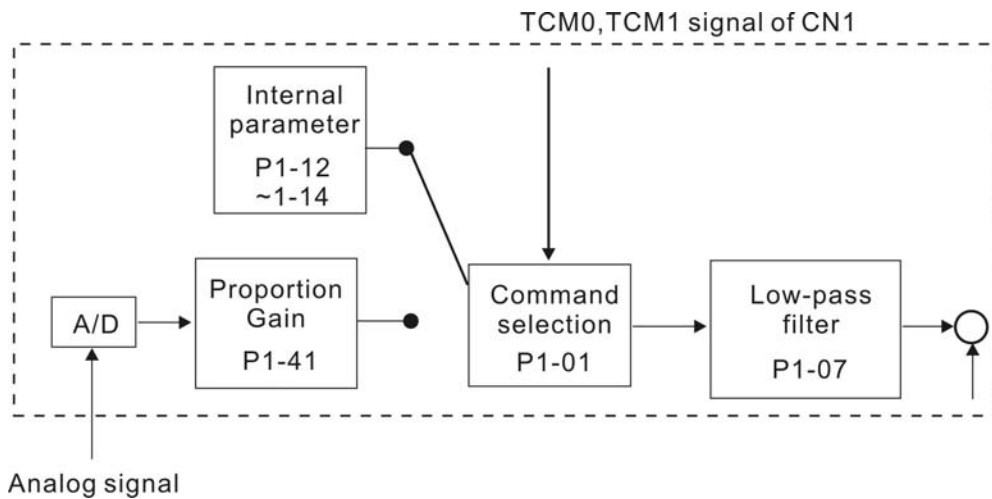 TCM0,TCM1 signal of CN1
Internal
parameter
P1-12
~1-14
A/D
Proportion
Gain
P1-41
Command
selection
P1-01
Low-pass
filter
P1-07
Analog signal